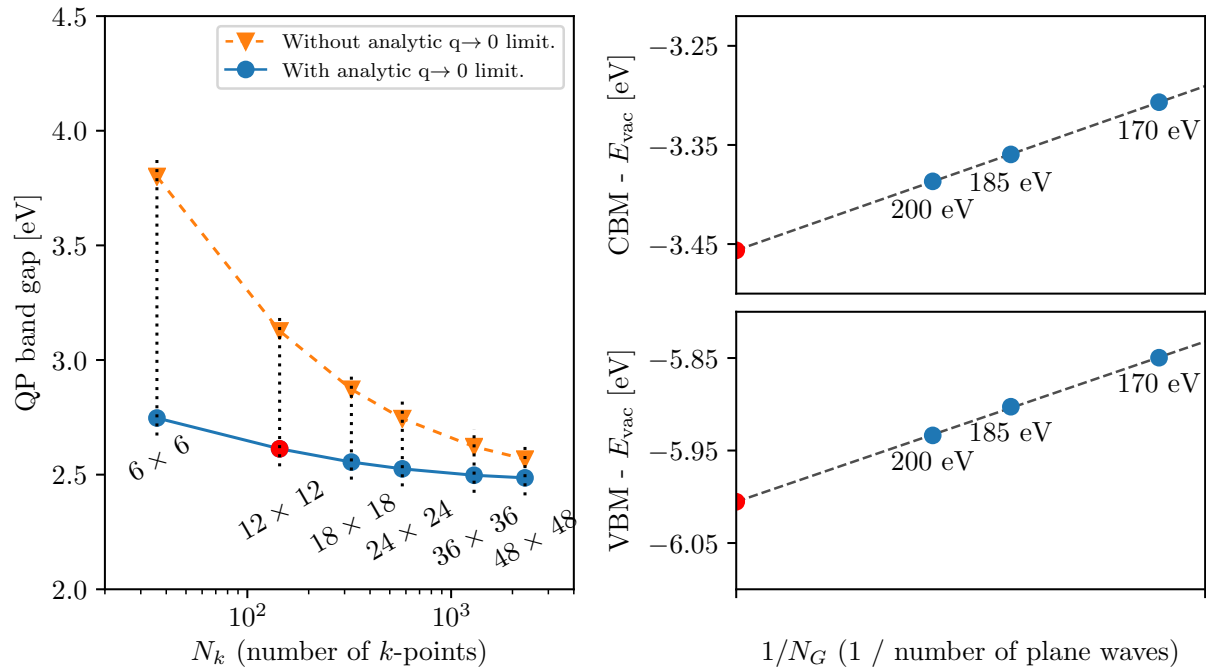 4.5
4.0
3.5
3.0
2.5
2.0
QP band gap [eV]
Without analytic q→ 0 limit.
With analytic q→ 0 limit.
6 × 6
12 × 12
18 × 18
24 × 24
36 × 36
48 × 48
10²
10³
N_k (number of k-points)
−3.25
−3.35
−3.45
CBM - E_vac [eV]
170 eV
185 eV
200 eV
−5.85
−5.95
−6.05
VBM - E_vac [eV]
170 eV
185 eV
200 eV
1/N_G (1 / number of plane waves)